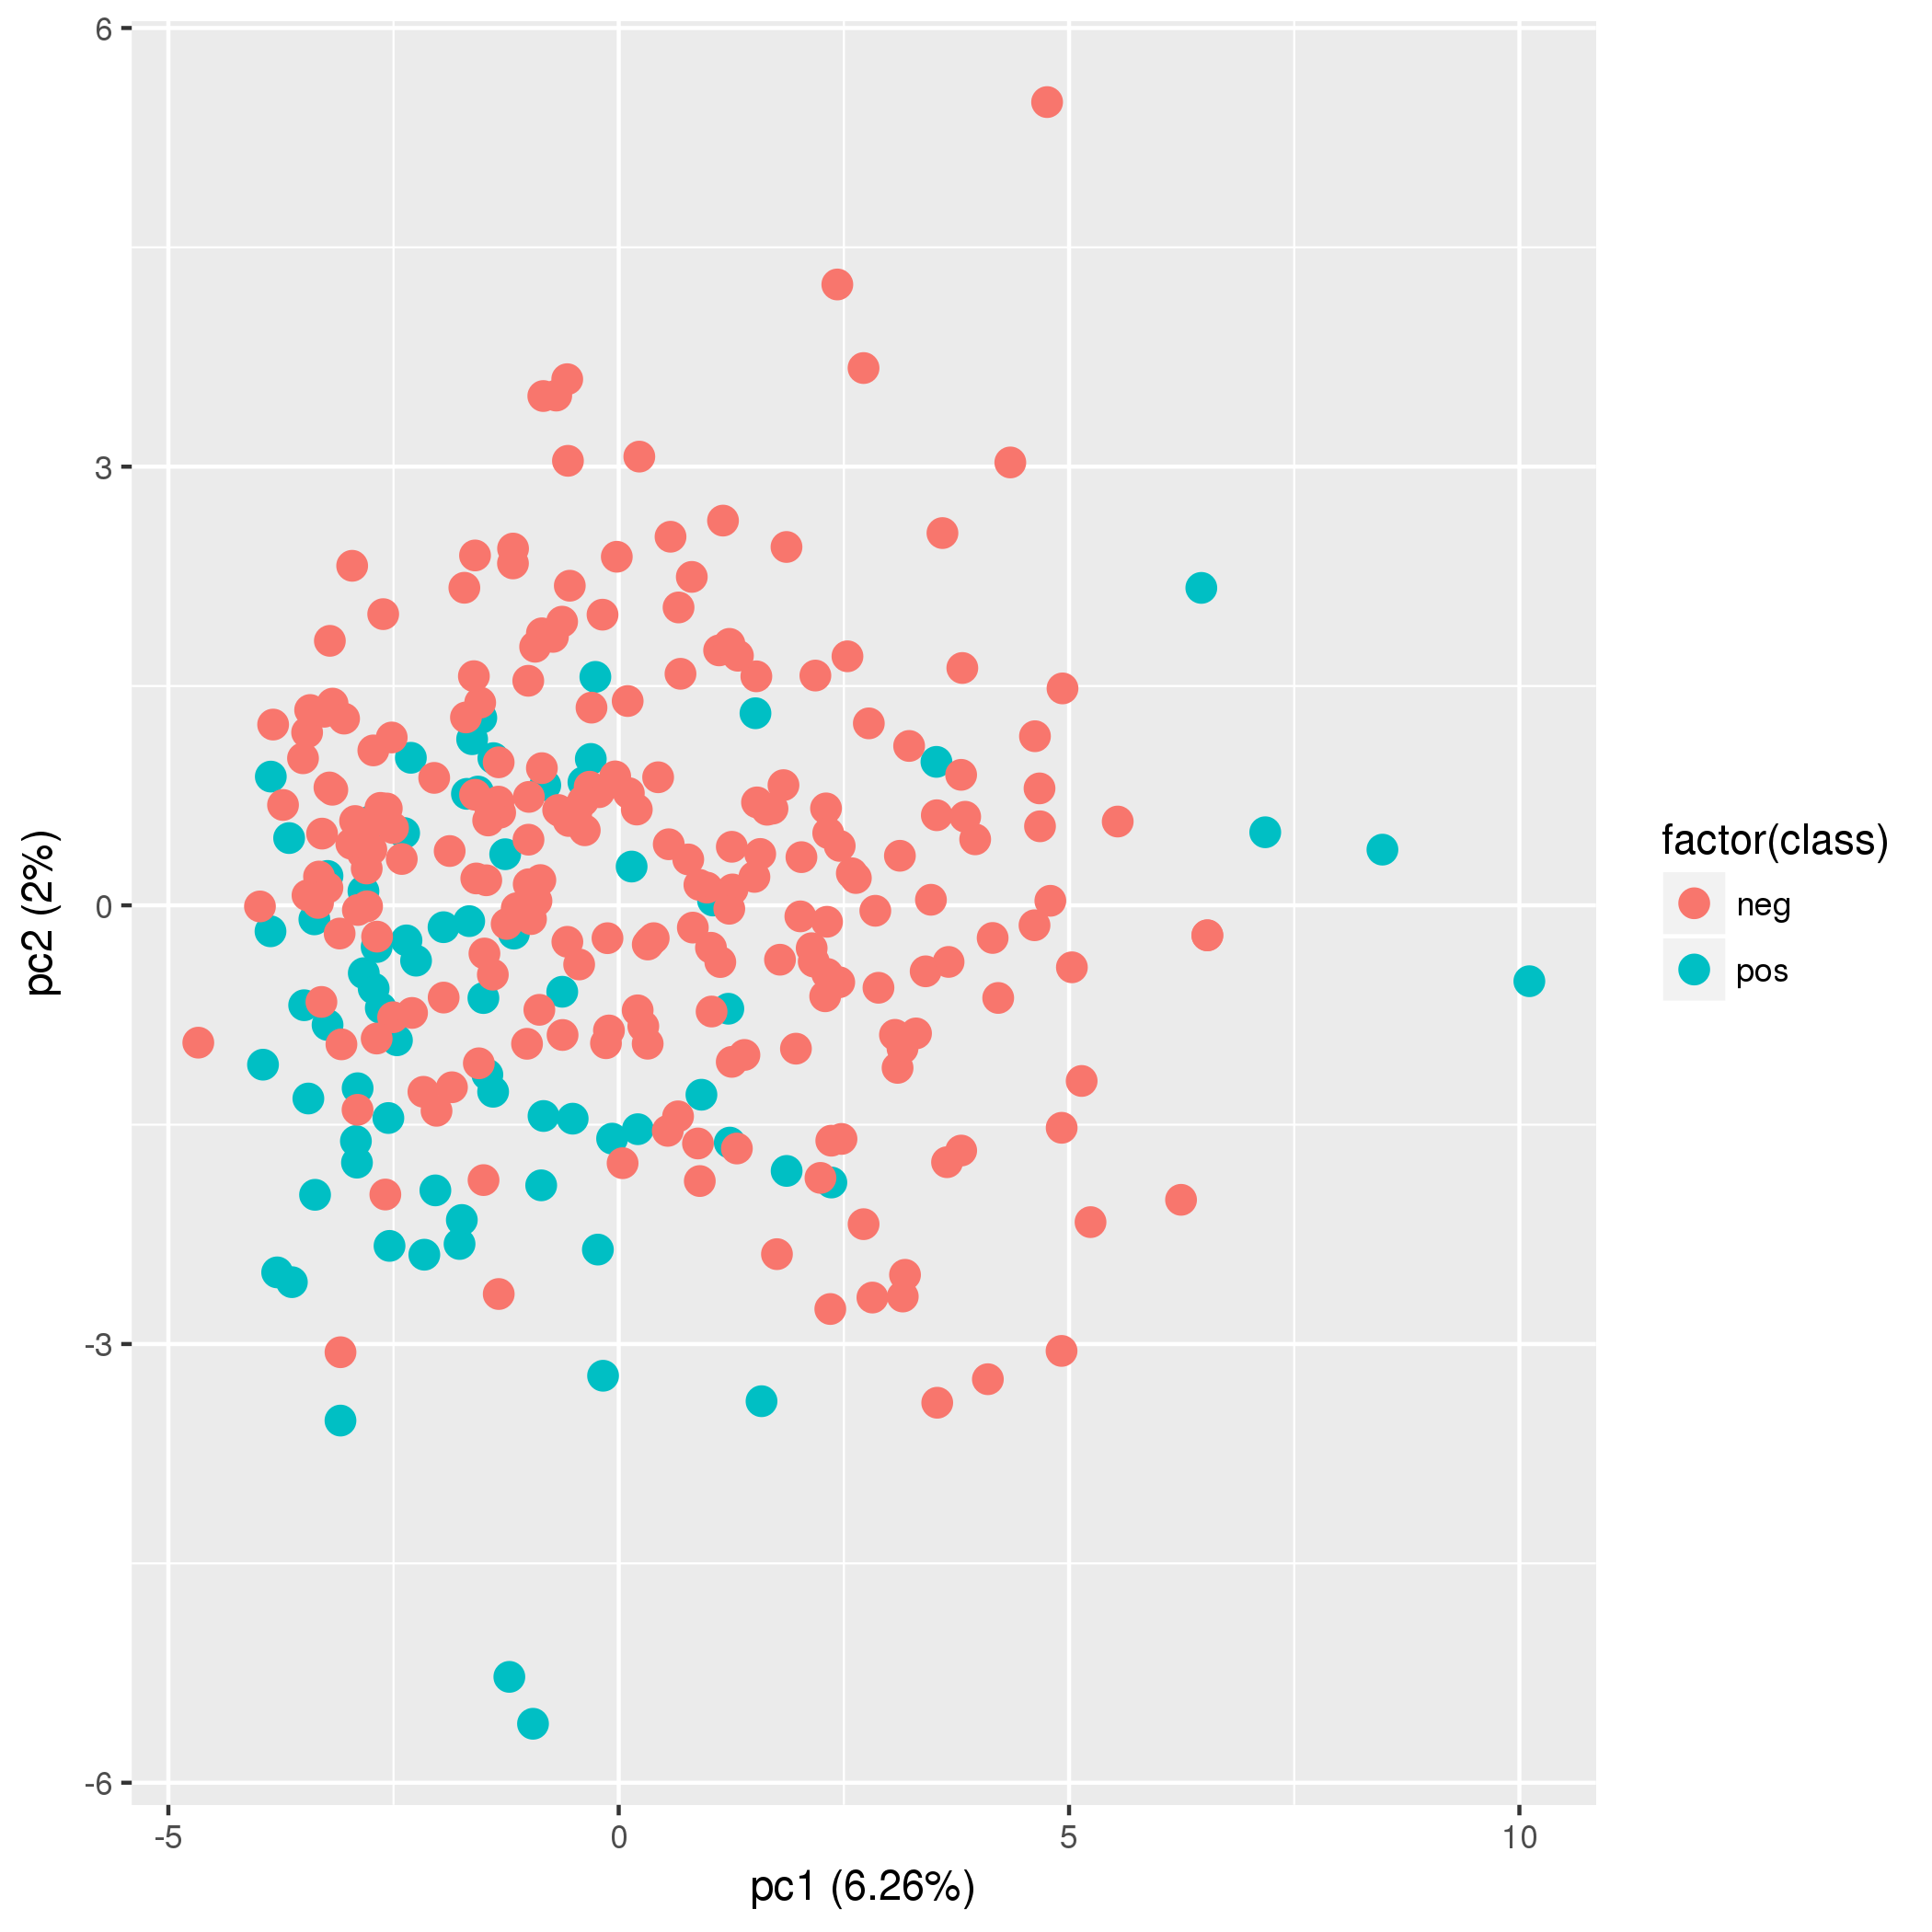 6
3
0
-3
-6
pc2 (2%)
-5
0
5
10
pc1 (6.26%)
factor(class)
neg
pos